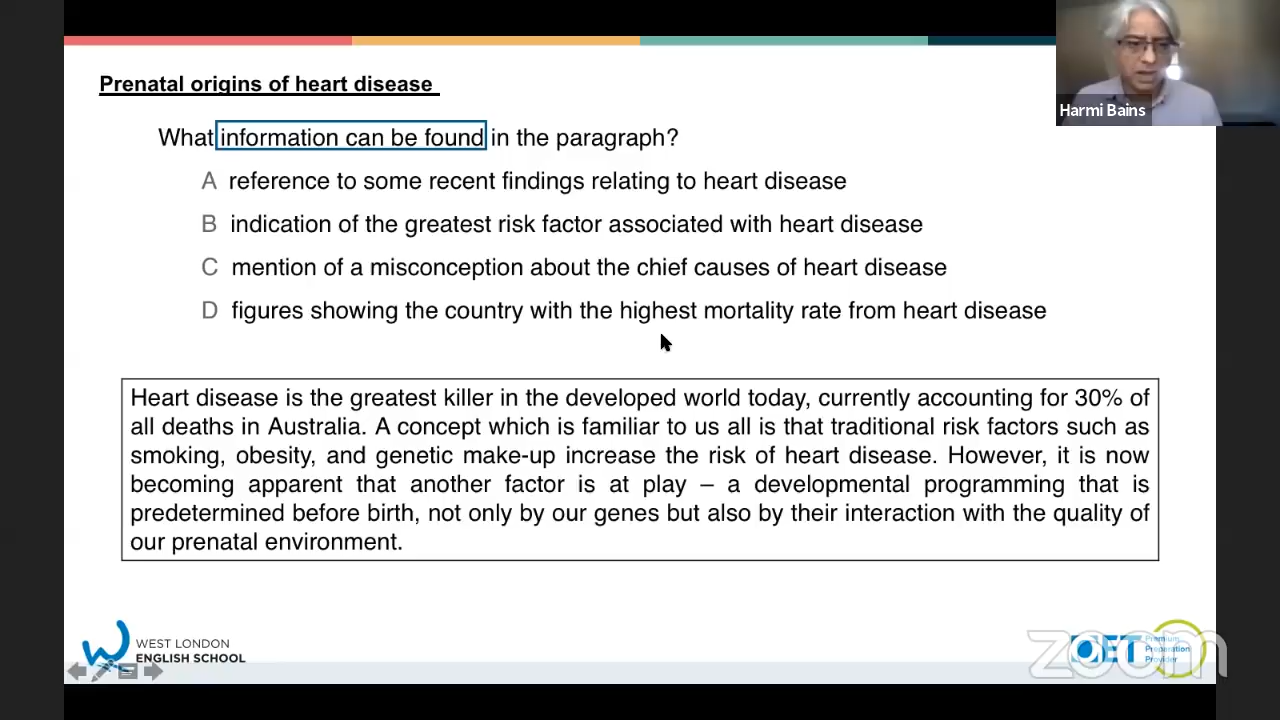 Prenatal origins of heart disease
What information can be found in the paragraph?
A reference to some recent findings relating to heart disease
B indication of the greatest risk factor associated with heart disease
C mention of a misconception about the chief causes of heart disease
D figures showing the country with the highest mortality rate from heart disease
Heart disease is the greatest killer in the developed world today, currently accounting for 30% of
all deaths in Australia. A concept which is familiar to us all is that traditional risk factors such as
smoking, obesity, and genetic make-up increase the risk of heart disease. However, it is now
becoming apparent that another factor is at play – a developmental programming that is
predetermined before birth, not only by our genes but also by their interaction with the quality of
our prenatal environment.
Harmi Bains
WEST LONDON
ENGLISH SCHOOL
OET
Premium
Preparation
Provider
zoom